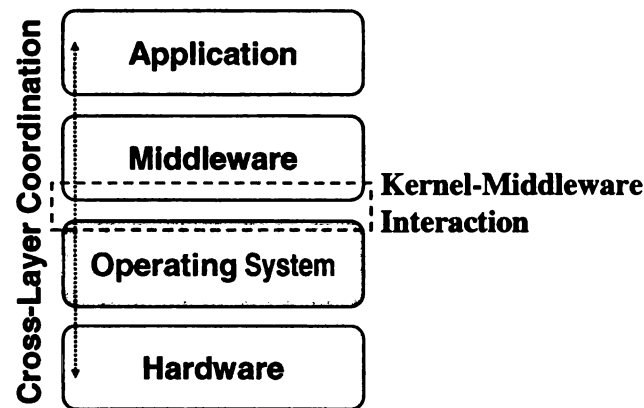 Application
Cross-Layer Coordination
Middleware
Kernel-Middleware
Interaction
Operating System
Hardware